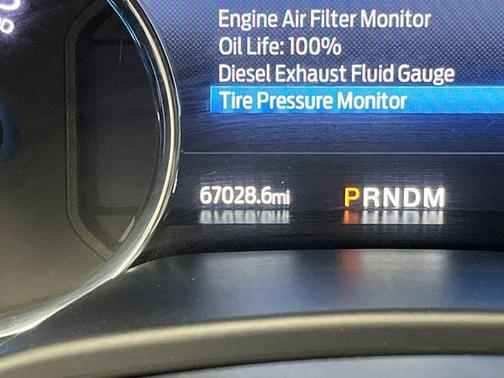 Engine Air Filter Monitor
Oil Life: 100%
Diesel Exhaust Fluid Gauge
Tire Pressure Monitor
67028.6mi PRNDM